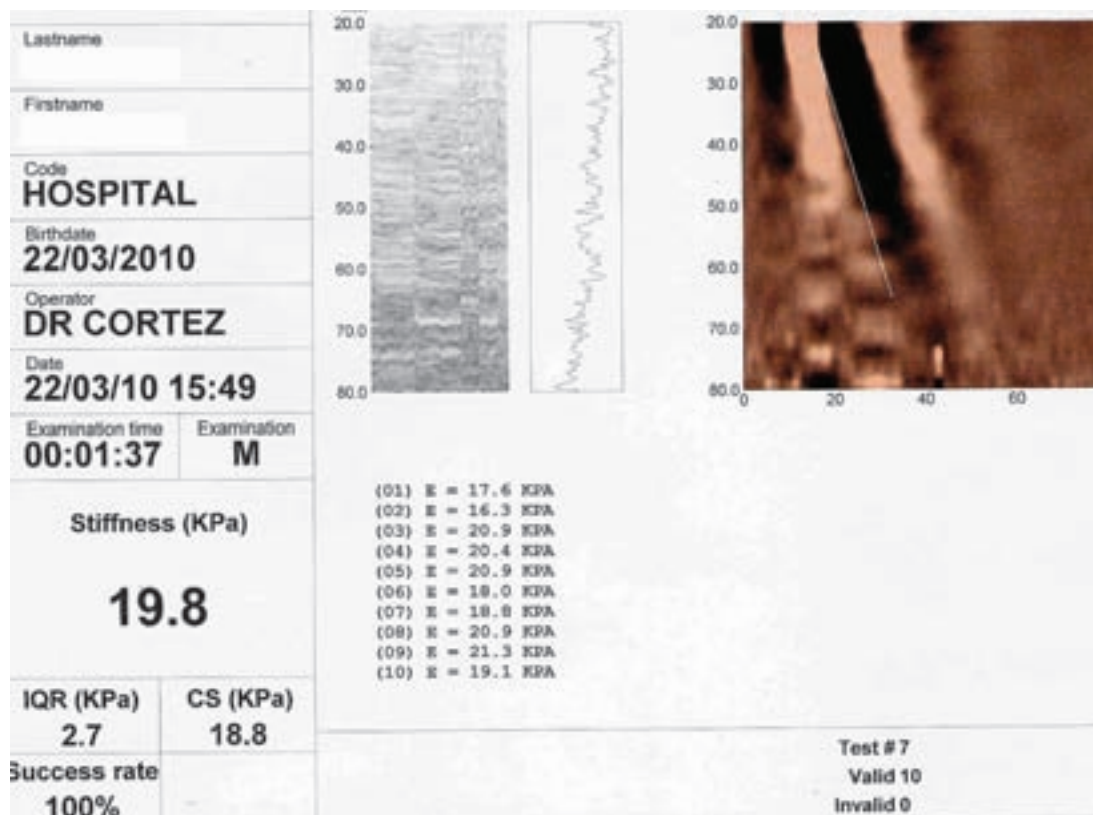 Lastname
Firstname
Code
HOSPITAL
Birthdate
22/03/2010
Operator
DR CORTEZ
Date
22/03/10 15:49
Examination time
00:01:37
Examination
M
Stiffness (KPa)
19.8
IQR (KPa)
2.7
CS (KPa)
18.8
Success rate
100%
20.0
30.0
40.0
50.0
60.0
70.0
80.0
20.0
30.0
40.0
50.0
60.0
70.0
80.0
0 20 40 60
(01) E = 17.6 KPA
(02) E = 16.3 KPA
(03) E = 20.9 KPA
(04) E = 20.4 KPA
(05) E = 20.9 KPA
(06) E = 18.0 KPA
(07) E = 18.8 KPA
(08) E = 20.9 KPA
(09) E = 21.3 KPA
(10) E = 19.1 KPA
Test # 7
Valid 10
Invalid 0